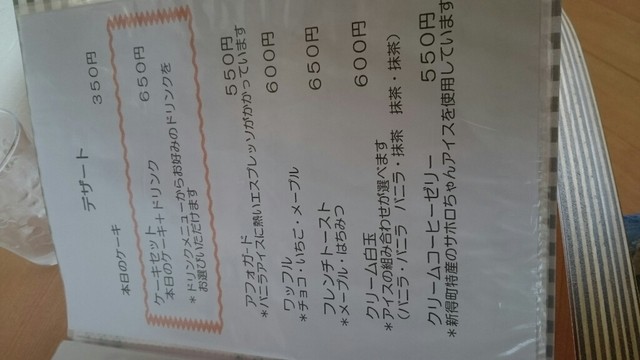 デザート
本日のケーキ 350円
ケーキセット 650円
本日のケーキ+ドリンク
*ドリンクメニューからお好みのドリンクを
お選びいただけます
アフォガード 550円
*バニラアイスに熱いエスプレッソがかかっています
ワッフル 600円
*チョコ・いちご・メープル
フレンチトースト 650円
*メープル・はちみつ
クリーム白玉 600円
*アイスの組み合わせが選べます
(バニラ・バニラ バニラ・抹茶 抹茶・抹茶)
クリームコーヒーゼリー 550円
*新得町特産のサホロちゃんアイスを使用しています